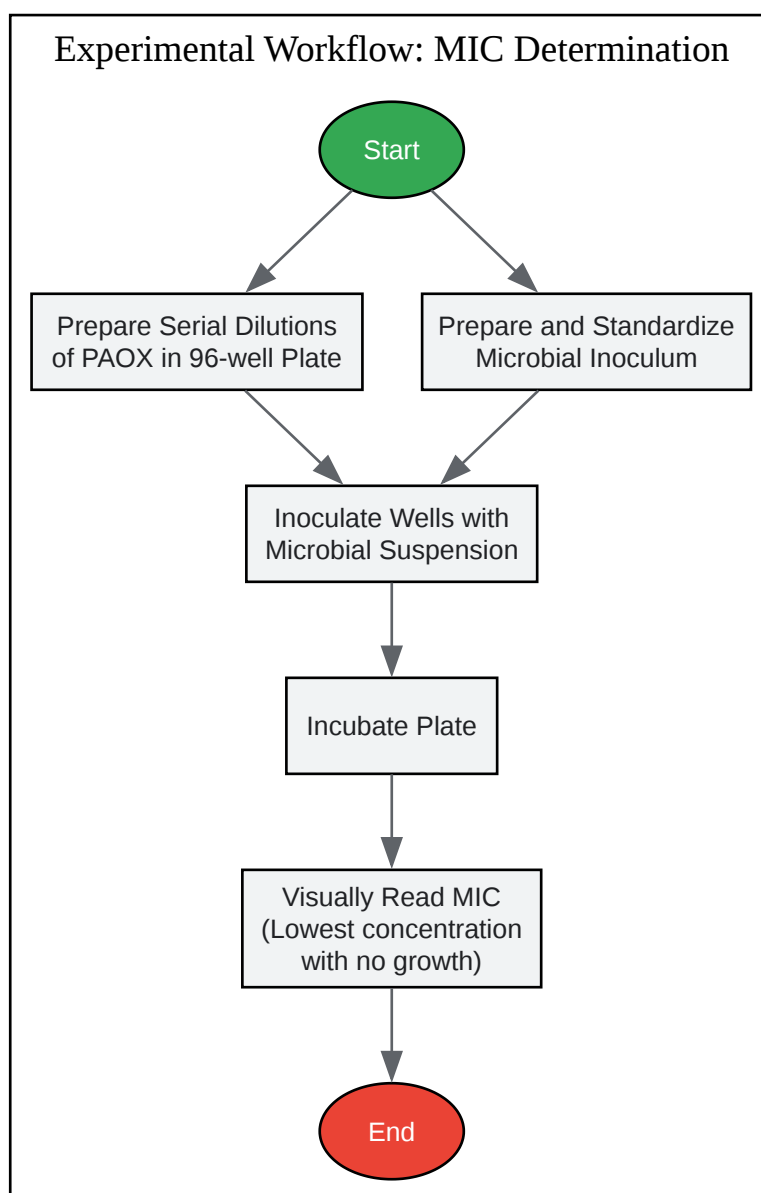 Experimental Workflow: MIC Determination
Start
Prepare Serial Dilutions
of PAOX in 96-well Plate
Prepare and Standardize
Microbial Inoculum
Inoculate Wells with
Microbial Suspension
Incubate Plate
Visually Read MIC
(Lowest concentration
with no growth)
End